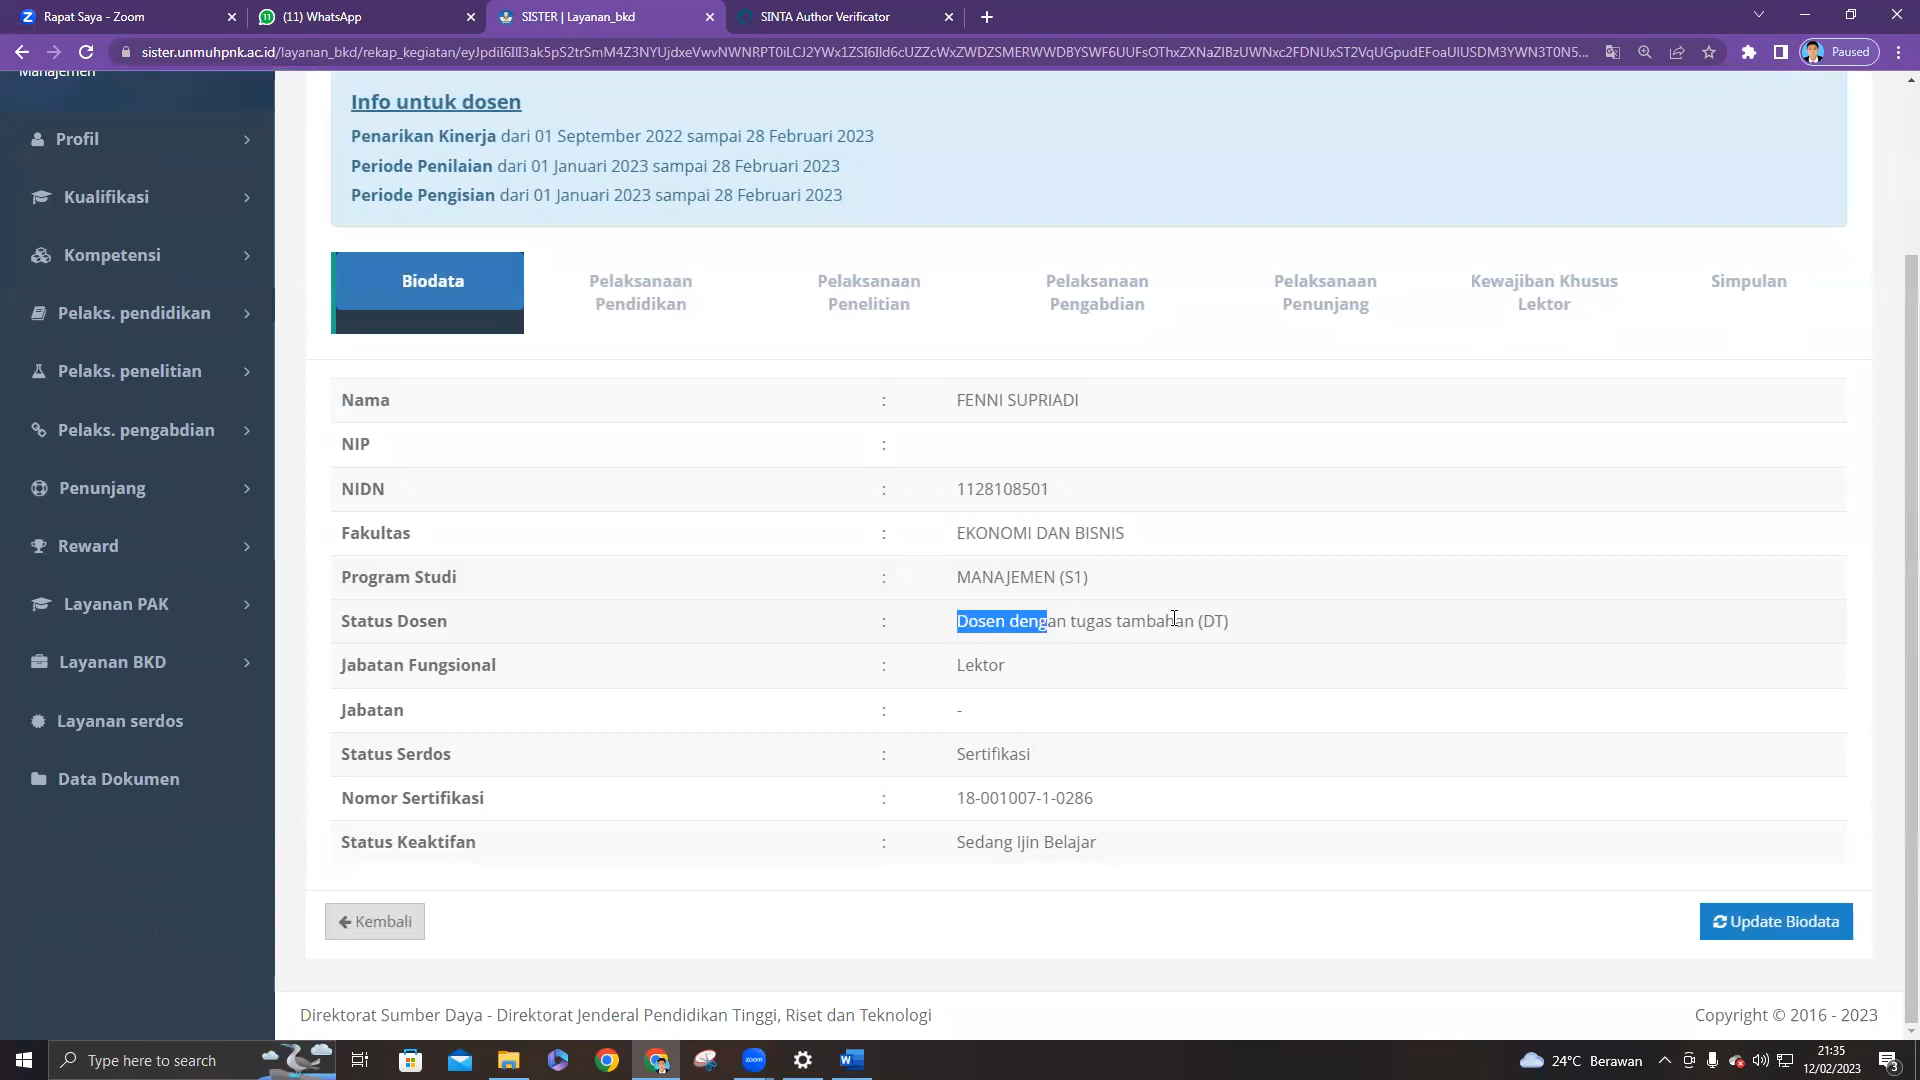 Rapat Saya - Zoom
(11) WhatsApp
SISTER | Layanan_bkd
SINTA Author Verificator
Paused
Manajemen
Profil
Kualifikasi
Kompetensi
Pelaks. pendidikan
Pelaks. penelitian
Pelaks. pengabdian
Penunjang
Reward
Layanan PAK
Layanan BKD
Layanan serdos
Data Dokumen
Info untuk dosen
Penarikan Kinerja dari 01 September 2022 sampai 28 Februari 2023
Periode Penilaian dari 01 Januari 2023 sampai 28 Februari 2023
Periode Pengisian dari 01 Januari 2023 sampai 28 Februari 2023
Biodata
Pelaksanaan Pendidikan
Pelaksanaan Penelitian
Pelaksanaan Pengabdian
Pelaksanaan Penunjang
Kewajiban Khusus Lektor
Simpulan
Nama : FENNI SUPRIADI
NIP :
NIDN : 1128108501
Fakultas : EKONOMI DAN BISNIS
Program Studi : MANAJEMEN (S1)
Status Dosen : Dosen dengan tugas tambahan (DT)
Jabatan Fungsional : Lektor
Jabatan : -
Status Serdos : Sertifikasi
Nomor Sertifikasi : 18-001007-1-0286
Status Keaktifan : Sedang Ijin Belajar
Kembali
Update Biodata
Direktorat Sumber Daya - Direktorat Jenderal Pendidikan Tinggi, Riset dan Teknologi
Copyright © 2016 - 2023
Type here to search
zoom
24°C Berawan
21:35
12/02/2023
3